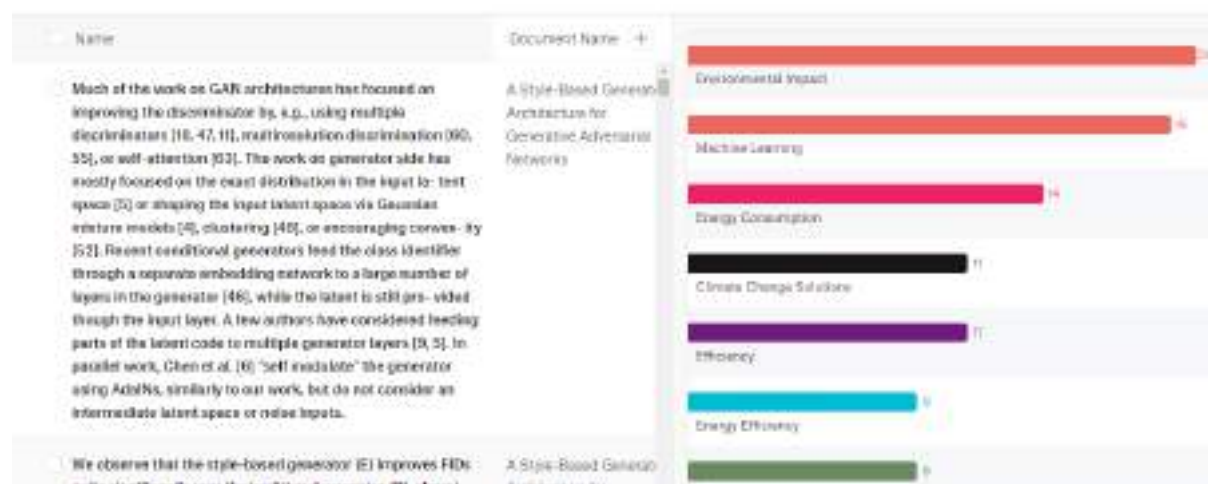 Name
Document Name +
Much of the work on GAN architectures has focused on
improving the discriminator by, e.g., using multiple
discriminators [18, 47, 11], multiresolution discrimination [60,
55], or self-attention [63]. The work on generator side has
mostly focused on the exact distribution in the input la- tent
space [5] or shaping the input latent space via Gaussian
mixture models [4], clustering [48], or encouraging convex- ity
[52]. Recent conditional generators feed the class identifier
through a separate embedding network to a large number of
layers in the generator [46], while the latent is still pro- vided
though the input layer. A few authors have considered feeding
parts of the latent code to multiple generator layers [9, 5]. In
parallel work, Chen et al. [6] "self modulate" the generator
using AdaINs, similarly to our work, but do not consider an
intermediate latent space or noise inputs.
A Style-Based Generato
Architecture for
Generative Adversarial
Networks
We observe that the style-based generator (E) improves FIDs
A Style-Based Generato
Environmental Impact
Machine Learning
Energy Consumption
14
Climate Change Solutions
11
Efficiency
11
Energy Efficiency
9
9